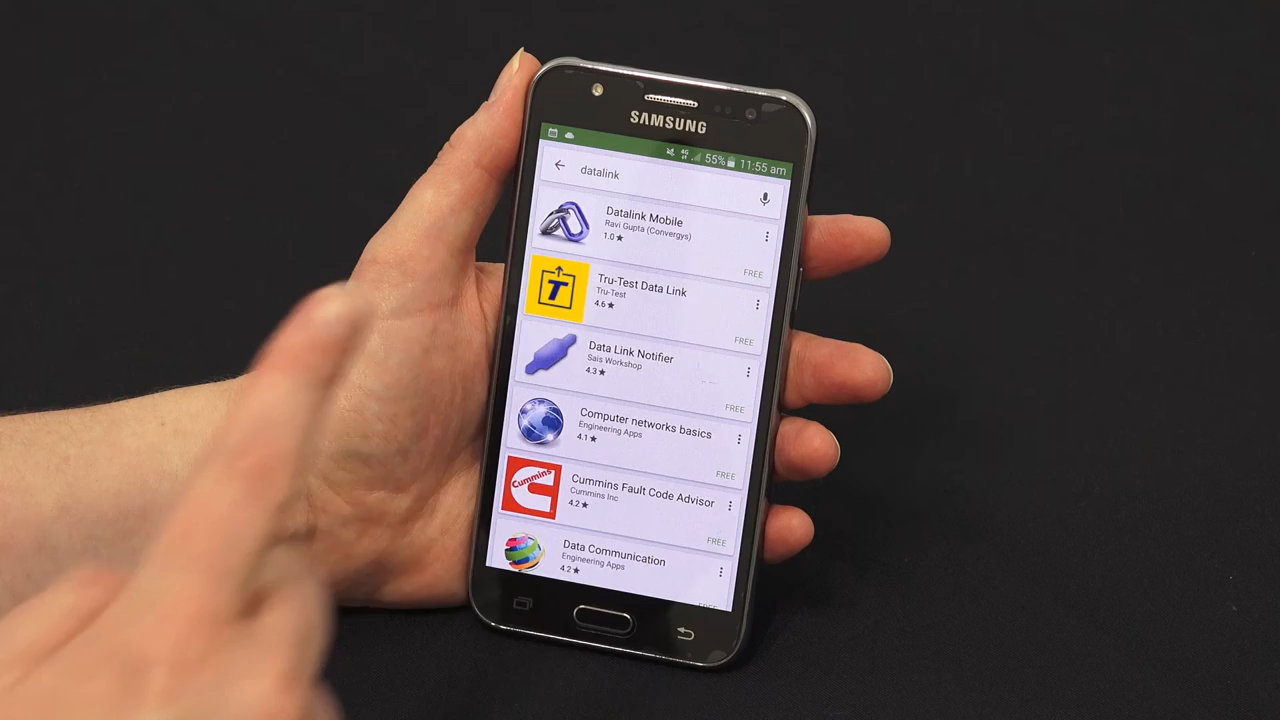 SAMSUNG
4G 55% 11:55 am
datalink
Datalink Mobile
Ravi Gupta (Convergys)
1.0★
FREE
T
Tru-Test Data Link
Tru-Test
4.6★
FREE
Data Link Notifier
Sais Workshop
4.3★
FREE
Computer networks basics
Engineering Apps
4.1★
FREE
Cummins
Cummins Fault Code Advisor
Cummins Inc
4.2★
FREE
Data Communication
Engineering Apps
4.2★
FREE